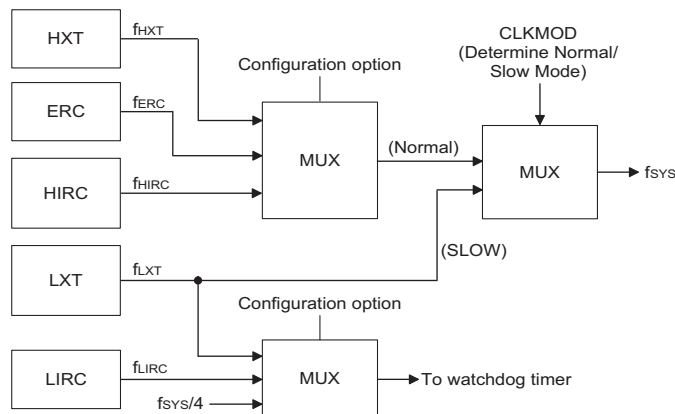 HXT
fHXT
ERC
fERC
HIRC
fHIRC
LXT
fLXT
LIRC
fLIRC
fSYS/4
Configuration option
MUX
(Normal)
CLKMOD
(Determine Normal/
Slow Mode)
MUX
fSYS
(SLOW)
Configuration option
MUX
To watchdog timer